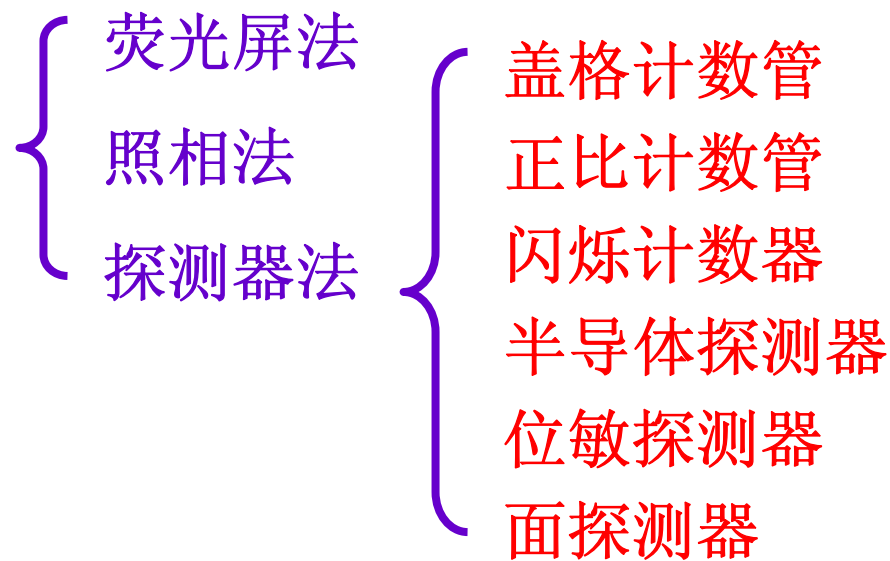 荧光屏法
照相法
探测器法
盖格计数管
正比计数管
闪烁计数器
半导体探测器
位敏探测器
面探测器